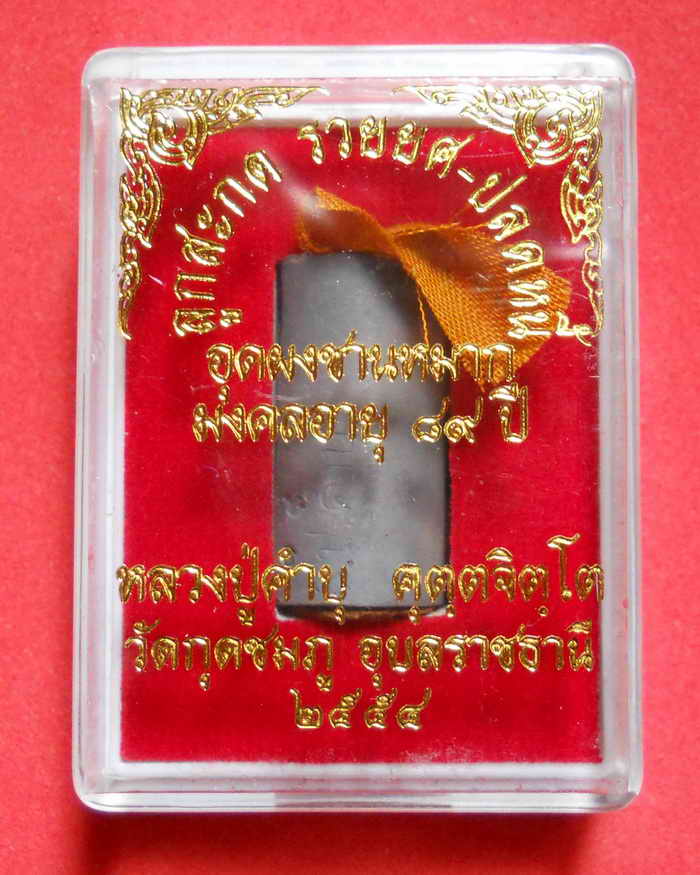 ลูกสะกด รวยยศ-ปลดหนี้
อุดผงชานหมาก
มงคลอายุ ๘๙ ปี
หลวงปู่คำบุ คุตฺตจิตฺโต
วัดกุดชมภู อุบลราชธานี
๒๕๕๔